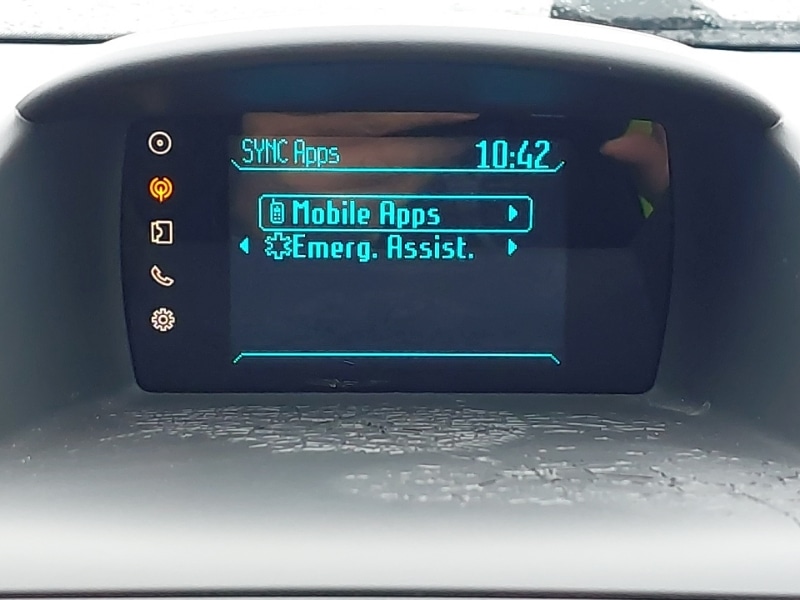 SYNC Apps 10:42
Mobile Apps
Emerg. Assist.